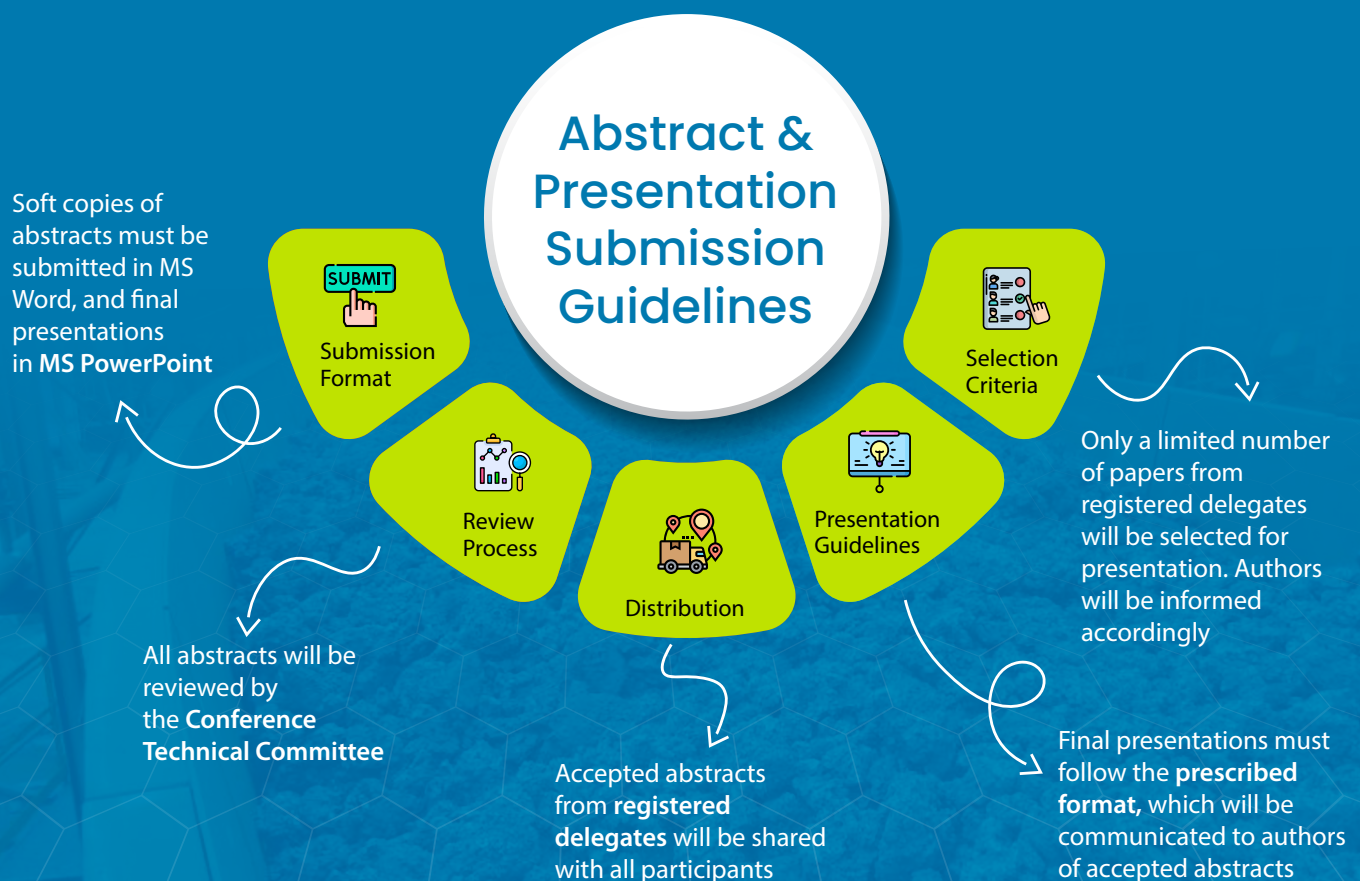 Abstract &
Presentation
Submission
Guidelines
Soft copies of
abstracts must be
submitted in MS
Word, and final
presentations
in MS PowerPoint
SUBMIT
Submission
Format
Review
Process
All abstracts will be
reviewed by
the Conference
Technical Committee
Distribution
Accepted abstracts
from registered
delegates will be shared
with all participants
Presentation
Guidelines
Final presentations must
follow the prescribed
format, which will be
communicated to authors
of accepted abstracts
Selection
Criteria
Only a limited number
of papers from
registered delegates
will be selected for
presentation. Authors
will be informed
accordingly